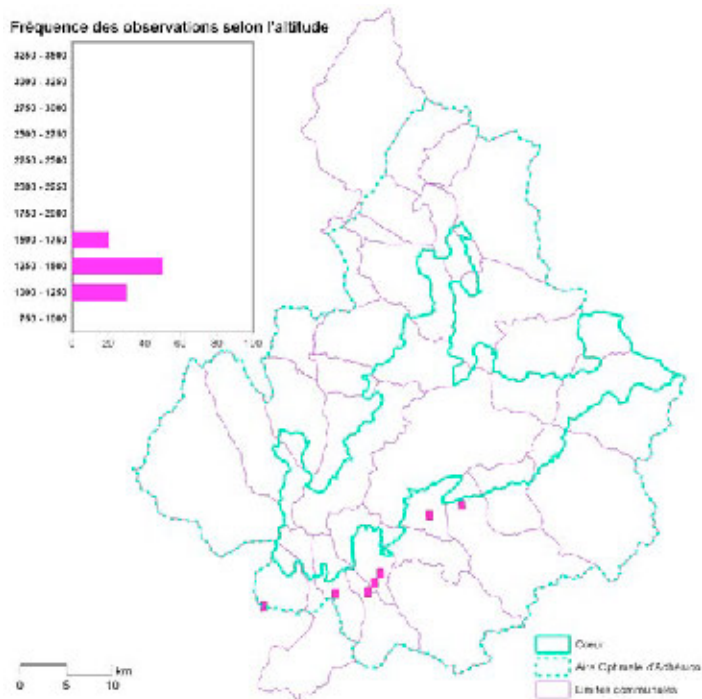 Fréquence des observations selon l'altitude
3250 - 3500
3000 - 3250
2750 - 3000
2500 - 2750
2250 - 2500
2000 - 2250
1750 - 2000
1500 - 1750
1250 - 1500
1000 - 1250
750 - 1000
0 20 40 60 80 100
Cœur
Aire Optimale d'Adhésion
Limites communales
0 5 10 km